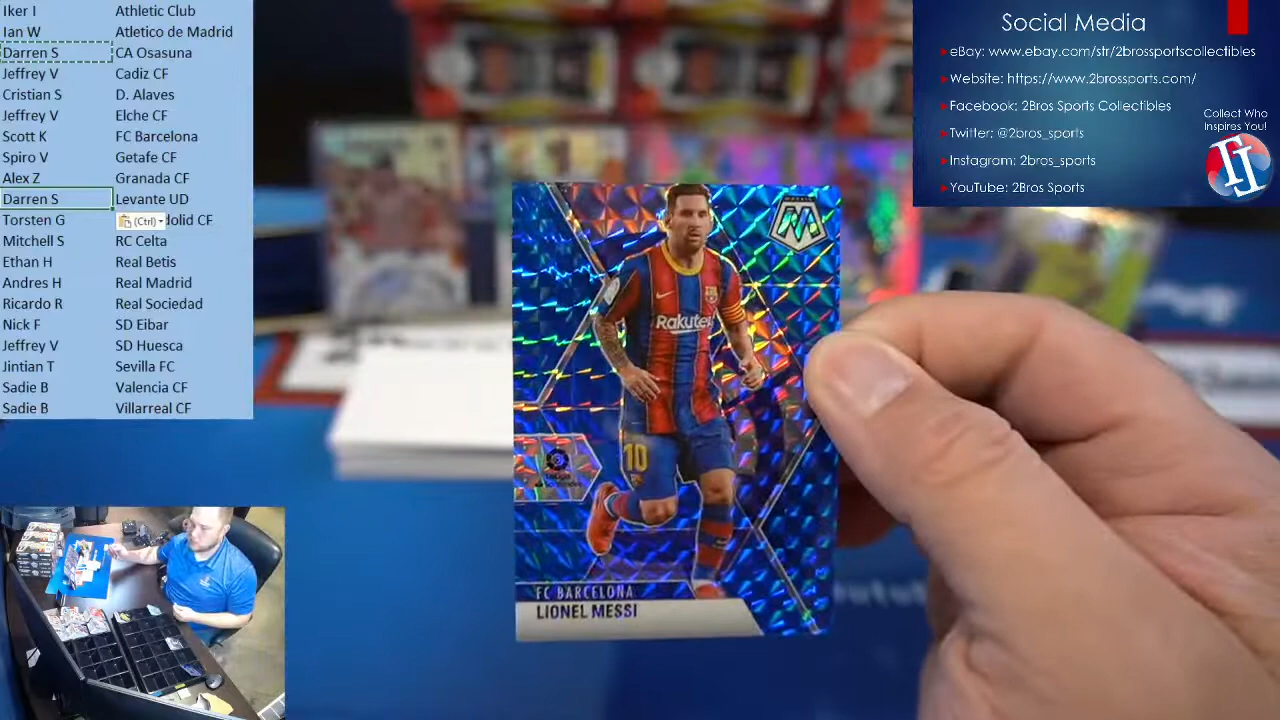 Iker I Athletic Club
Ian W Atletico de Madrid
Darren S CA Osasuna
Jeffrey V Cadiz CF
Cristian S D. Alaves
Jeffrey V Elche CF
Scott K FC Barcelona
Spiro V Getafe CF
Alex Z Granada CF
Darren S Levante UD
Torsten G (Ctrl) dolid CF
Mitchell S RC Celta
Ethan H Real Betis
Andres H Real Madrid
Ricardo R Real Sociedad
Nick F SD Eibar
Jeffrey V SD Huesca
Jintian T Sevilla FC
Sadie B Valencia CF
Sadie B Villarreal CF
Social Media
eBay: www.ebay.com/str/2brossportscollectibles
Website: https://www.2brossports.com/
Facebook: 2Bros Sports Collectibles
Twitter: @2bros_sports
Instagram: 2bros_sports
YouTube: 2Bros Sports
Collect Who
Inspires You!
Rakuten
10
FC BARCELONA
LIONEL MESSI